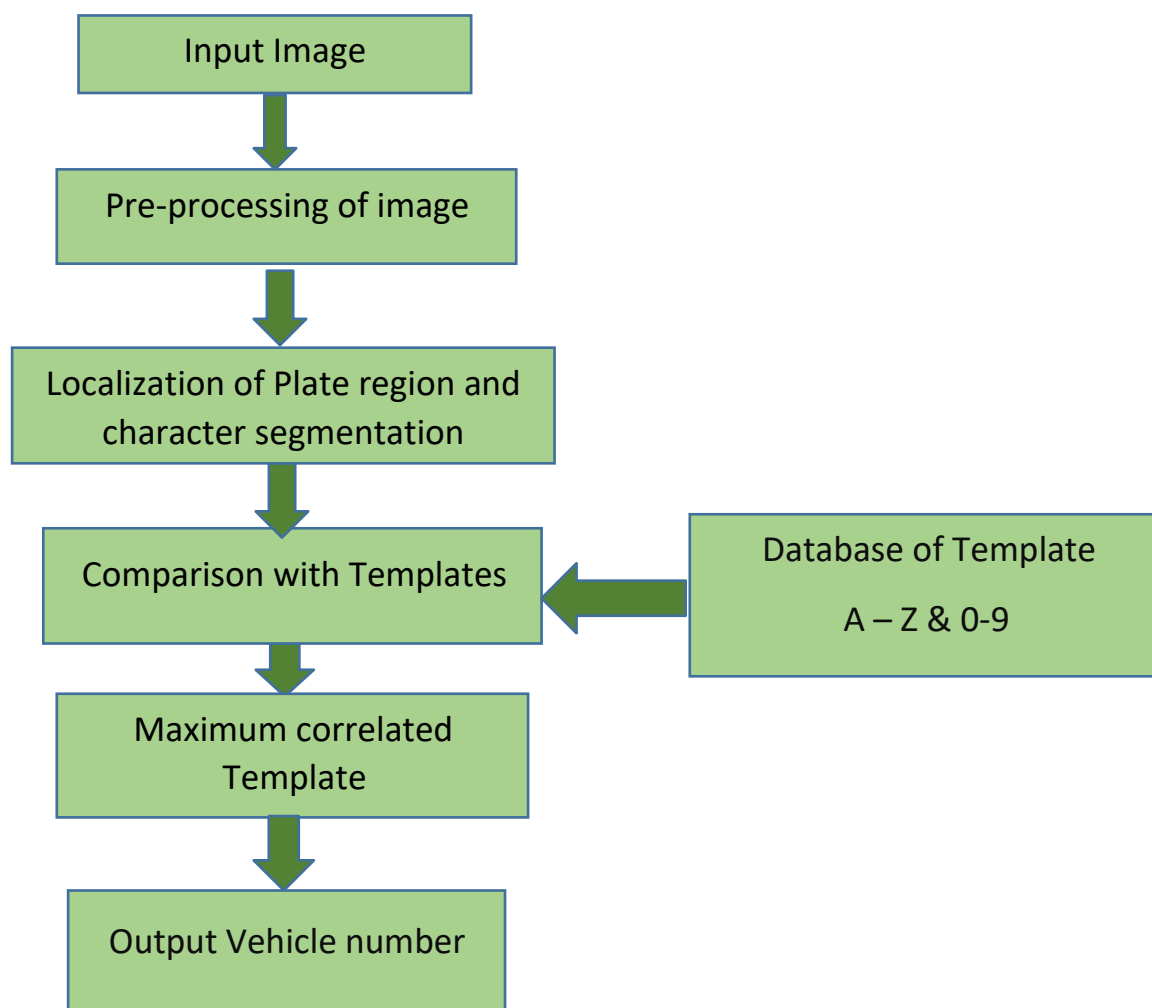 Input Image
Pre-processing of image
Localization of Plate region and
character segmentation
Comparison with Templates
Database of Template
A – Z & 0-9
Maximum correlated
Template
Output Vehicle number